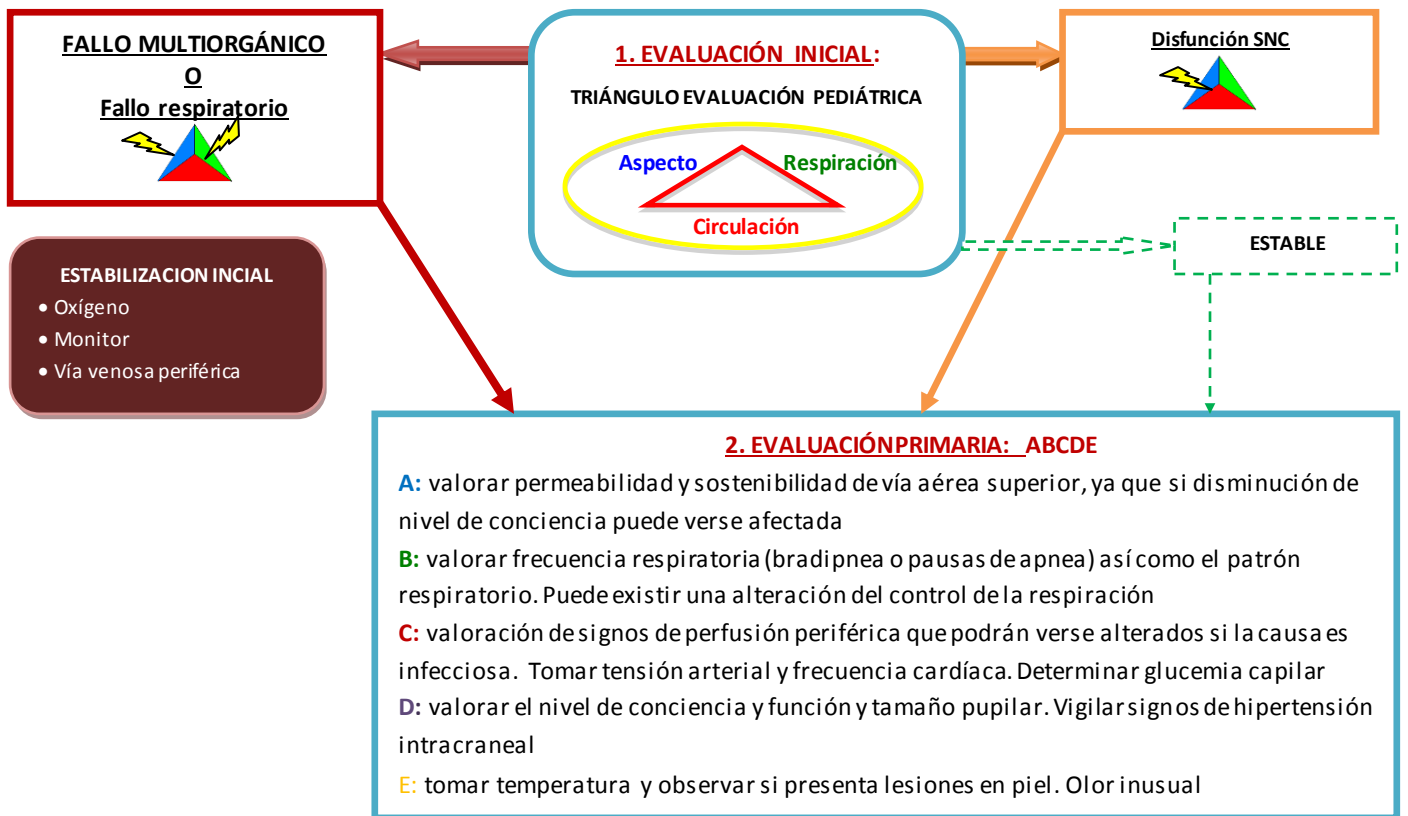 FALLO MULTIORGÁNICO
O
Fallo respiratorio
1. EVALUACIÓN INICIAL:
TRIÁNGULO EVALUACIÓN PEDIÁTRICA
Aspecto
Respiración
Circulación
Disfunción SNC
ESTABLE
ESTABILIZACION INCIAL
• Oxígeno
• Monitor
• Vía venosa periférica
2. EVALUACIÓN PRIMARIA: ABCDE
A: valorar permeabilidad y sostenibilidad de vía aérea superior, ya que si disminución de
nivel de conciencia puede verse afectada
B: valorar frecuencia respiratoria (bradipnea o pausas de apnea) así como el patrón
respiratorio. Puede existir una alteración del control de la respiración
C: valoración de signos de perfusión periférica que podrán verse alterados si la causa es
infecciosa. Tomar tensión arterial y frecuencia cardíaca. Determinar glucemia capilar
D: valorar el nivel de conciencia y función y tamaño pupilar. Vigilar signos de hipertensión
intracraneal
E: tomar temperatura y observar si presenta lesiones en piel. Olor inusual